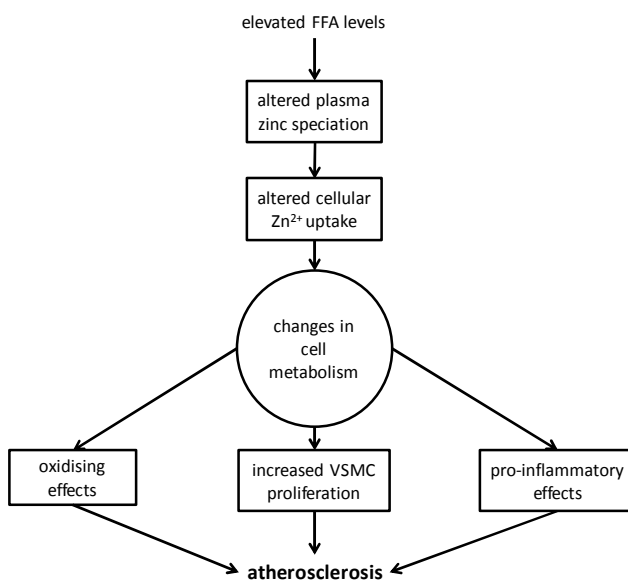 elevated FFA levels
altered plasma
zinc speciation
altered cellular
Zn²⁺ uptake
changes in
cell
metabolism
oxidising
effects
increased VSMC
proliferation
pro-inflammatory
effects
atherosclerosis